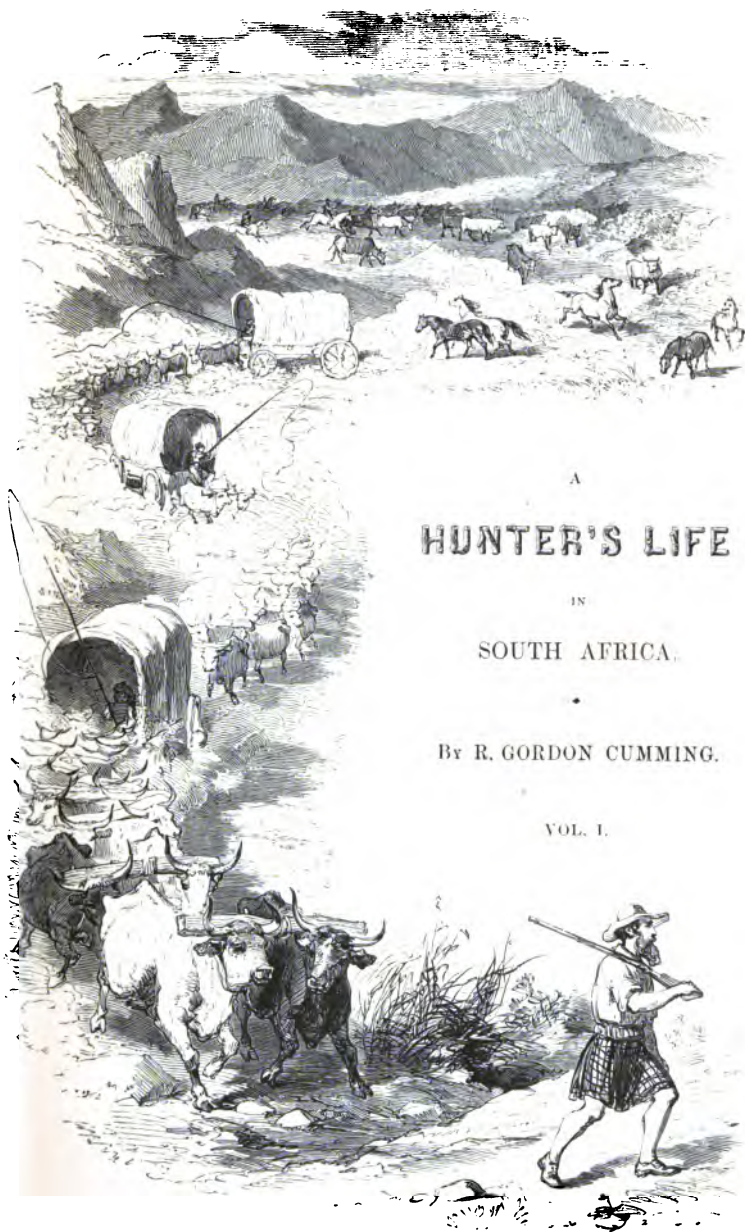 A
HUNTER'S LIFE
IN
SOUTH AFRICA.
BY R. GORDON CUMMING.
VOL. I.